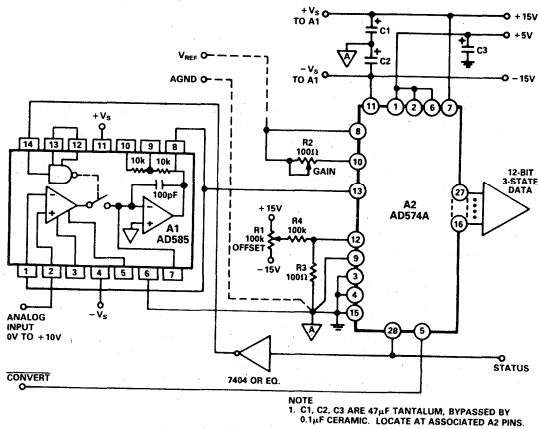 +VS
TO A1
C1
+15V
+5V
VREF
A
C3
C2
AGND
-VS
TO A1
-15V
+VS
11
1
2
6
7
14
13
12
11
10
9
8
8
10k
10k
R2
100Ω
10
GAIN
100pF
13
A2
AD574A
12-BIT
3-STATE
DATA
A1
AD585
27
+15V
R1
100k
OFFSET
R4
100k
12
16
-15V
9
R3
100Ω
3
1
2
3
4
5
6
7
4
15
A
ANALOG
INPUT
0V TO +10V
-VS
28
5
7404 OR EQ.
STATUS
CONVERT
NOTE
1. C1, C2, C3 ARE 47µF TANTALUM, BYPASSED BY
0.1µF CERAMIC. LOCATE AT ASSOCIATED A2 PINS.